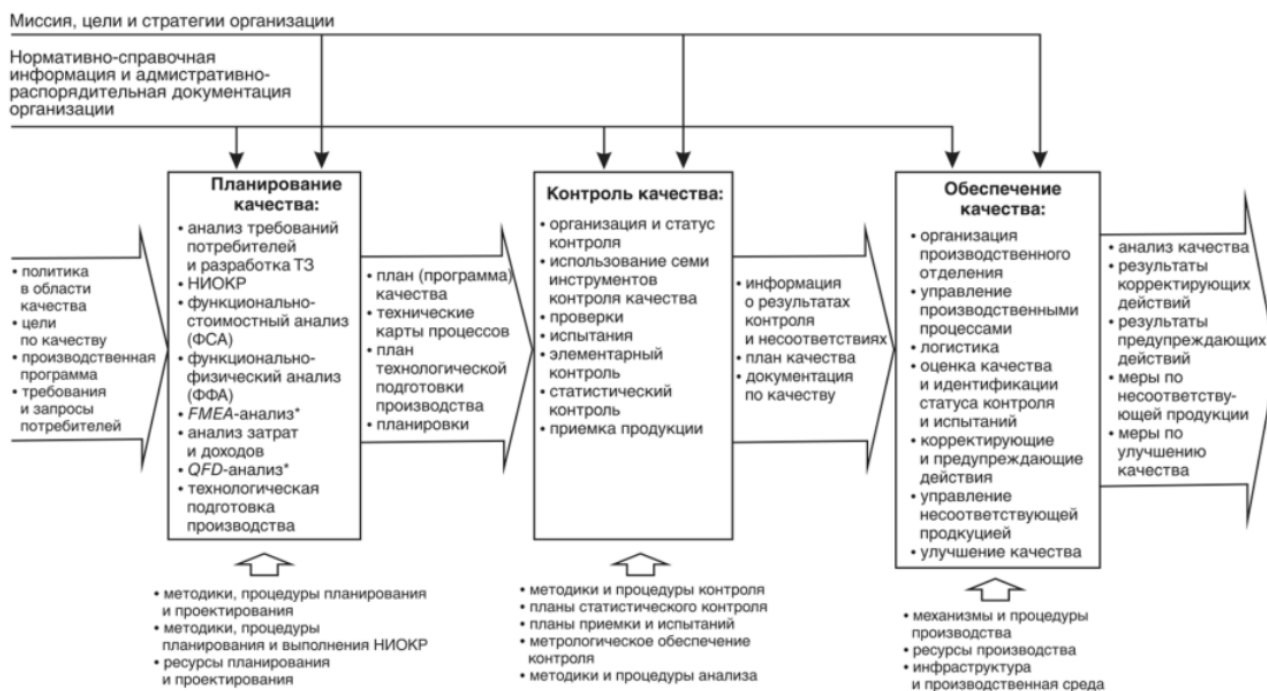 Миссия, цели и стратегии организации
Нормативно-справочная
информация и адмистративно-
распорядительная документация
организации
• политика
в области
качества
• цели
по качеству
• производственная
программа
• требования
и запросы
потребителей
Планирование
качества:
• анализ требований
потребителей
и разработка ТЗ
• НИОКР
• функционально-
стоимостный анализ
(ФСА)
• функционально-
физический анализ
(ФФА)
• FMEA-анализ*
• анализ затрат
и доходов
• QFD-анализ*
• технологическая
подготовка
производства
• методики, процедуры планирования
и проектирования
• методики, процедуры
планирования и выполнения НИОКР
• ресурсы планирования
и проектирования
• план (программа)
качества
• технические
карты процессов
• план
технологической
подготовки
производства
• планировки
Контроль качества:
• организация и статус
контроля
• использование семи
инструментов
контроля качества
• проверки
• испытания
• элементарный
контроль
• статистический
контроль
• приемка продукции
• методики и процедуры контроля
• планы статистического контроля
• планы приемки и испытаний
• метрологическое обеспечение
контроля
• методики и процедуры анализа
• информация
о результатах
контроля
и несоответствиях
• план качества
• документация
по качеству
Обеспечение
качества:
• организация
производственного
отделения
• управление
производственными
процессами
• логистика
• оценка качества
и идентификации
статуса контроля
и испытаний
• корректирующие
и предупреждающие
действия
• управление
несоответствующей
продкуцией
• улучшение качества
• механизмы и процедуры
производства
• ресурсы производства
• инфраструктура
и производственная среда
• анализ качества
• результаты
корректирующих
действий
• результаты
предупреждающих
действий
• меры по
несоответству-
ющей продукции
• меры по
улучшению
качества